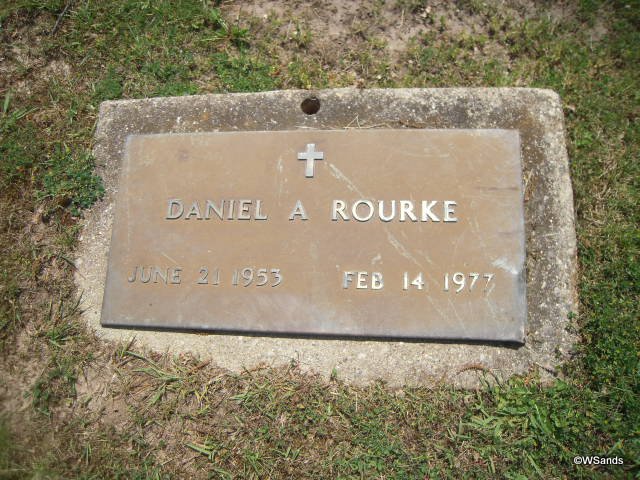 DANIEL A ROURKE
JUNE 21 1953 FEB 14 1977
©WSands